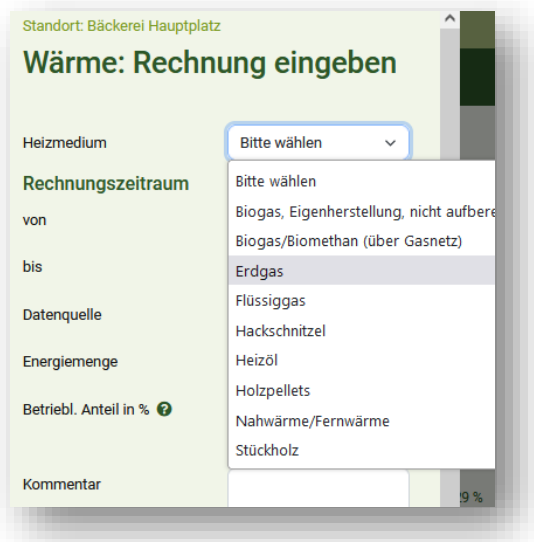 Standort: Bäckerei Hauptplatz
Wärme: Rechnung eingeben
Heizmedium
Bitte wählen
Rechnungszeitraum
Bitte wählen
von
Biogas, Eigenherstellung, nicht aufbere
Biogas/Biomethan (über Gasnetz)
bis
Erdgas
Flüssiggas
Datenquelle
Hackschnitzel
Energiemenge
Heizöl
Holzpellets
Betriebl. Anteil in % ?
Nahwärme/Fernwärme
Stückholz
Kommentar
29 %